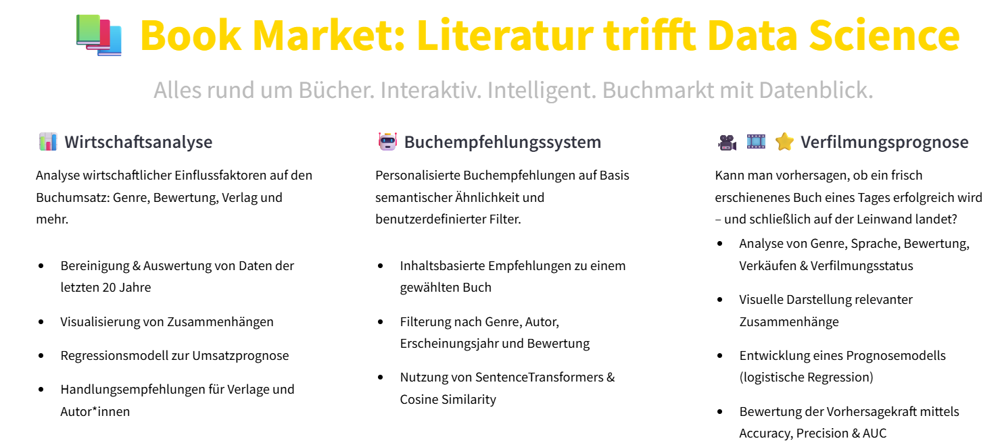 Book Market: Literatur trifft Data Science
Alles rund um Bücher. Interaktiv. Intelligent. Buchmarkt mit Datenblick.
Wirtschaftsanalyse
Analyse wirtschaftlicher Einflussfaktoren auf den
Buchumsatz: Genre, Bewertung, Verlag und
mehr.
• Bereinigung & Auswertung von Daten der
letzten 20 Jahre
• Visualisierung von Zusammenhängen
• Regressionsmodell zur Umsatzprognose
• Handlungsempfehlungen für Verlage und
Autor*innen
Buchempfehlungssystem
Personalisierte Buchempfehlungen auf Basis
semantischer Ähnlichkeit und
benutzerdefinierter Filter.
• Inhaltsbasierte Empfehlungen zu einem
gewählten Buch
• Filterung nach Genre, Autor,
Erscheinungsjahr und Bewertung
• Nutzung von SentenceTransformers &
Cosine Similarity
Verfilmungsprognose
Kann man vorhersagen, ob ein frisch
erschienenes Buch eines Tages erfolgreich wird
– und schließlich auf der Leinwand landet?
• Analyse von Genre, Sprache, Bewertung,
Verkäufen & Verfilmungsstatus
• Visuelle Darstellung relevanter
Zusammenhänge
• Entwicklung eines Prognosemodells
(logistische Regression)
• Bewertung der Vorhersagekraft mittels
Accuracy, Precision & AUC